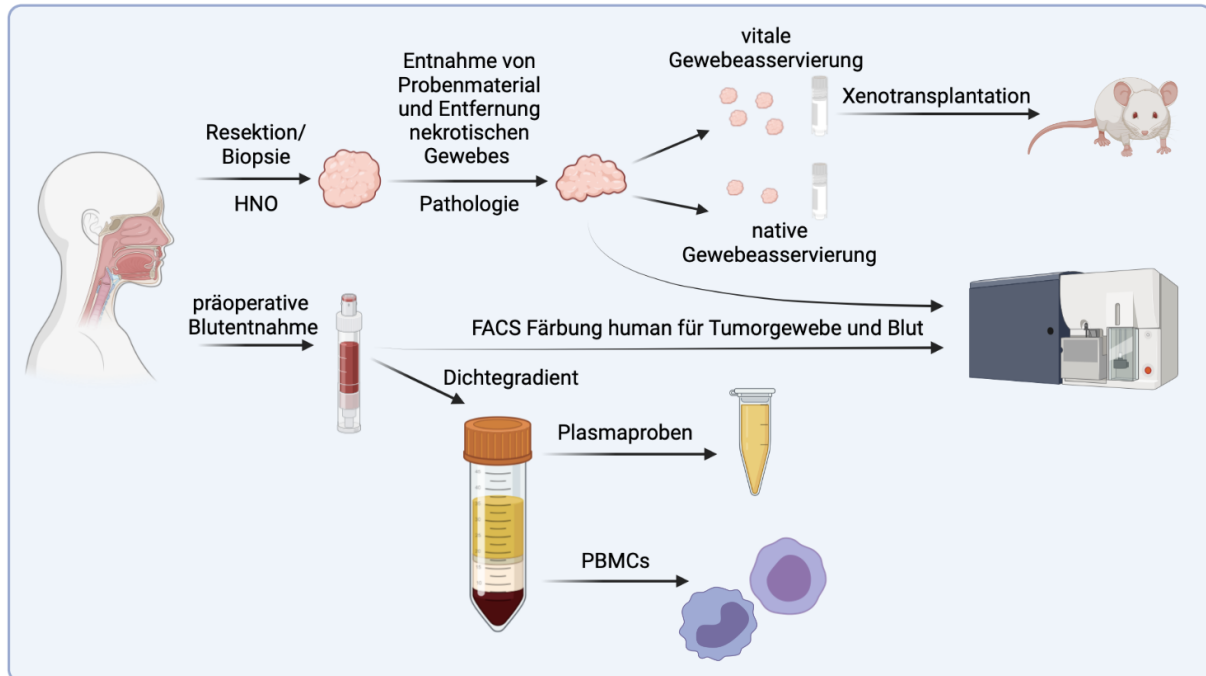 Resektion/
Biopsie
HNO
Entnahme von
Probenmaterial
und Entfernung
nekrotischen
Gewebes
Pathologie
vitale
Gewebeasservierung
Xenotransplantation
native
Gewebeasservierung
präoperative
Blutentnahme
FACS Färbung human für Tumorgewebe und Blut
Dichtegradient
Plasmaproben
PBMCs